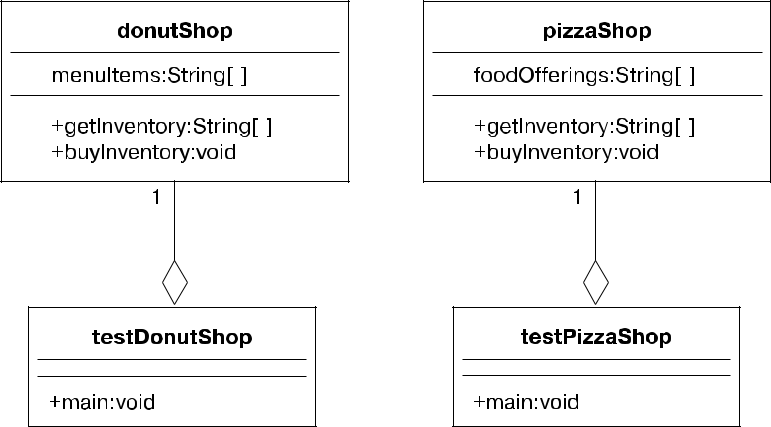 donutShop
menuItems:String[ ]
+getInventory:String[ ]
+buyInventory:void
1
testDonutShop
+main:void
pizzaShop
foodOfferings:String[ ]
+getInventory:String[ ]
+buyInventory:void
1
testPizzaShop
+main:void